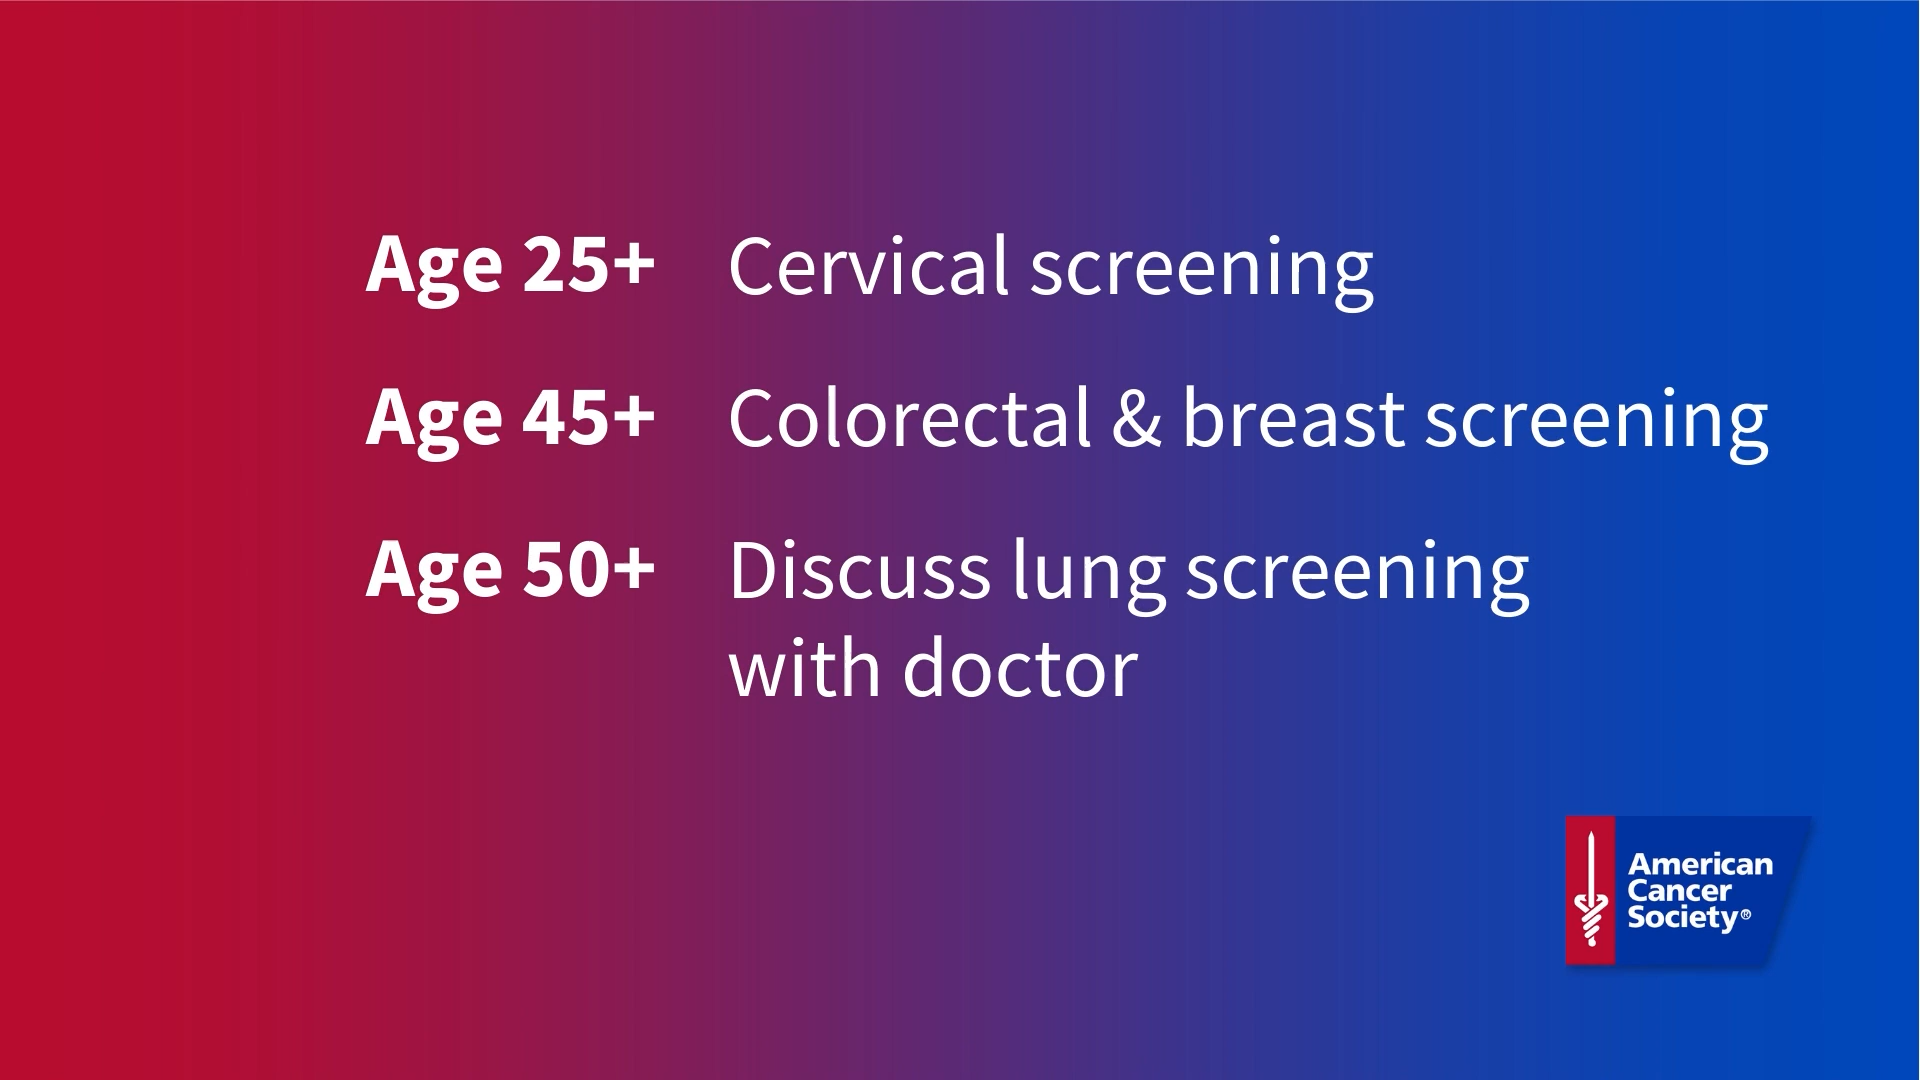 Age 25+ Cervical screening
Age 45+ Colorectal & breast screening
Age 50+ Discuss lung screening
with doctor
American
Cancer
Society®